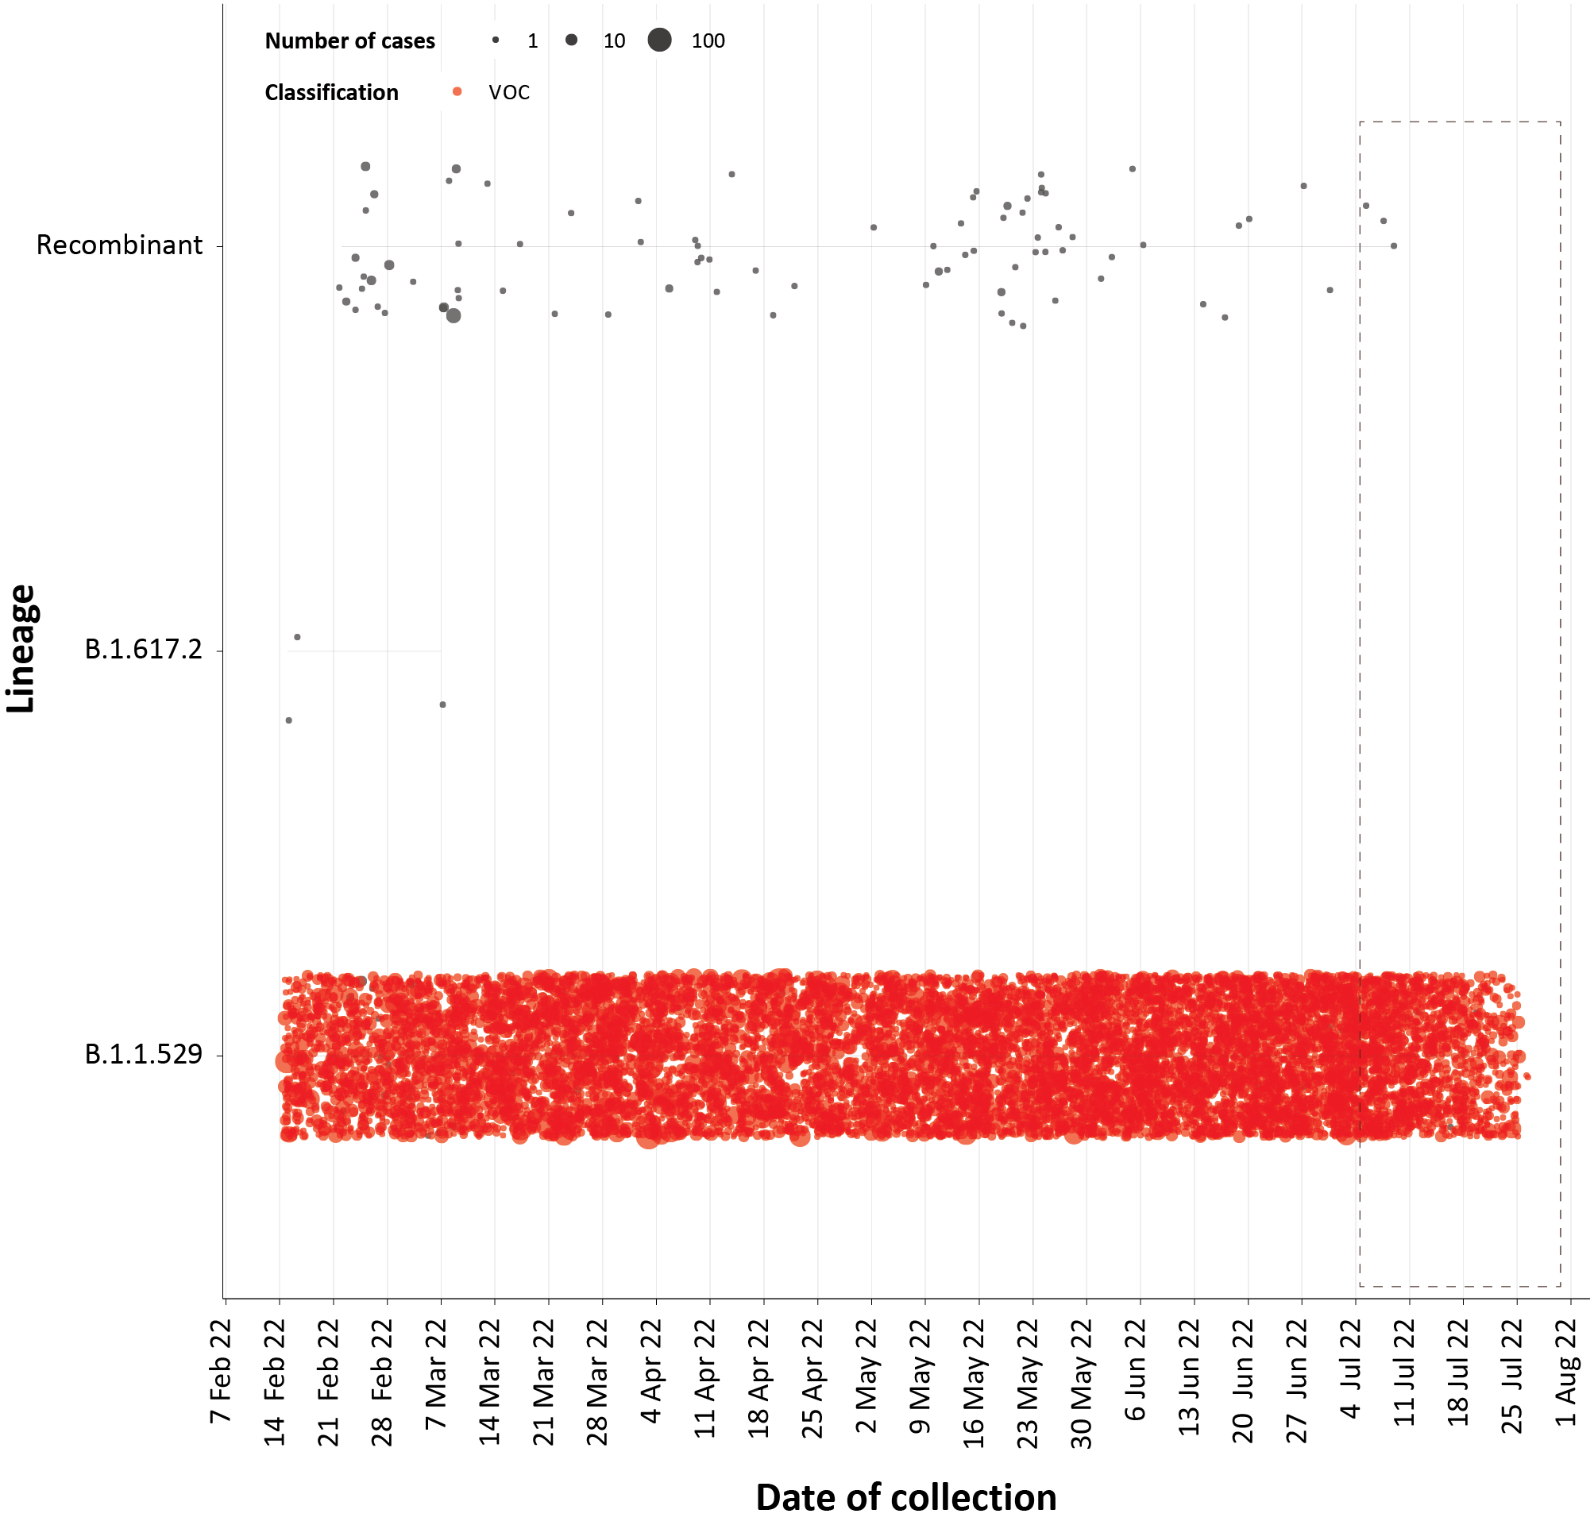 Number of cases 1 10 100
Classification VOC
Recombinant
B.1.617.2
B.1.1.529
Lineage
7 Feb 22
14 Feb 22
21 Feb 22
28 Feb 22
7 Mar 22
14 Mar 22
21 Mar 22
28 Mar 22
4 Apr 22
11 Apr 22
18 Apr 22
25 Apr 22
2 May 22
9 May 22
16 May 22
23 May 22
30 May 22
6 Jun 22
13 Jun 22
20 Jun 22
27 Jun 22
4 Jul 22
11 Jul 22
18 Jul 22
25 Jul 22
1 Aug 22
Date of collection